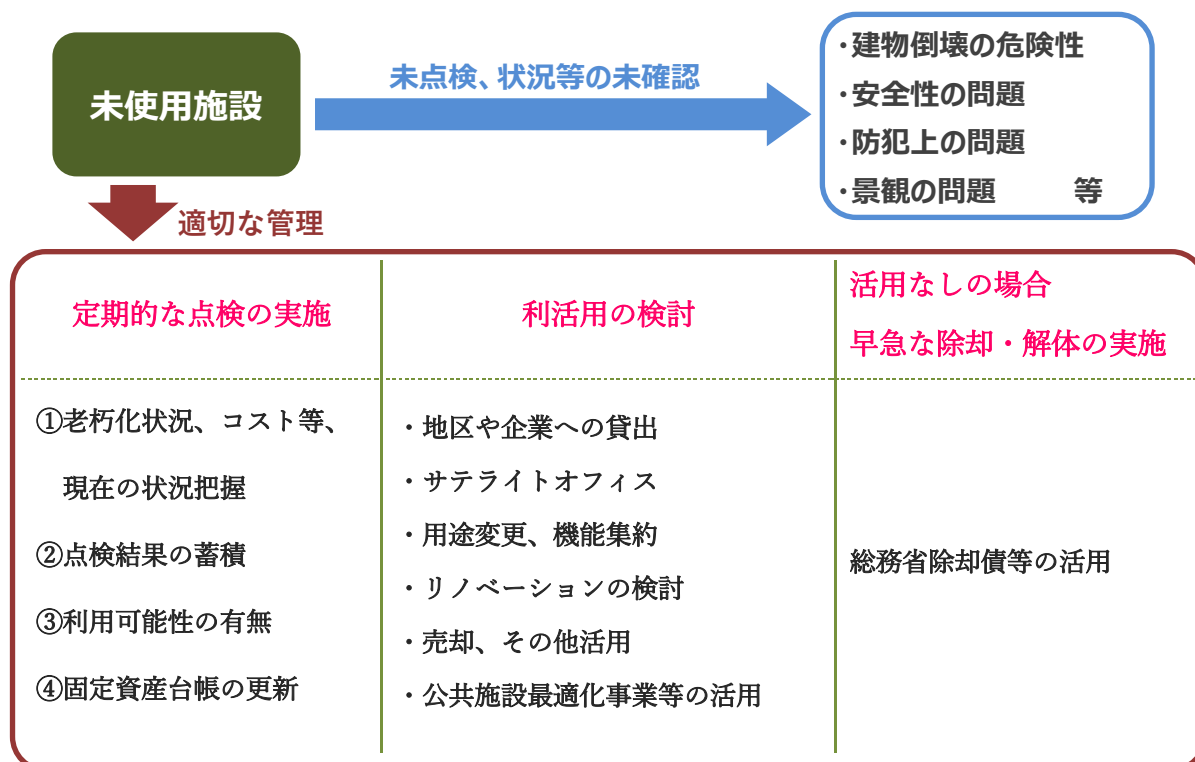 未使用施設
未点検、状況等の未確認
・建物倒壊の危険性
・安全性の問題
・防犯上の問題
・景観の問題　　等
適切な管理
定期的な点検の実施
①老朽化状況、コスト等、
現在の状況把握
②点検結果の蓄積
③利用可能性の有無
④固定資産台帳の更新
利活用の検討
・地区や企業への貸出
・サテライトオフィス
・用途変更、機能集約
・リノベーションの検討
・売却、その他活用
・公共施設最適化事業等の活用
活用なしの場合
早急な除却・解体の実施
総務省除却債等の活用